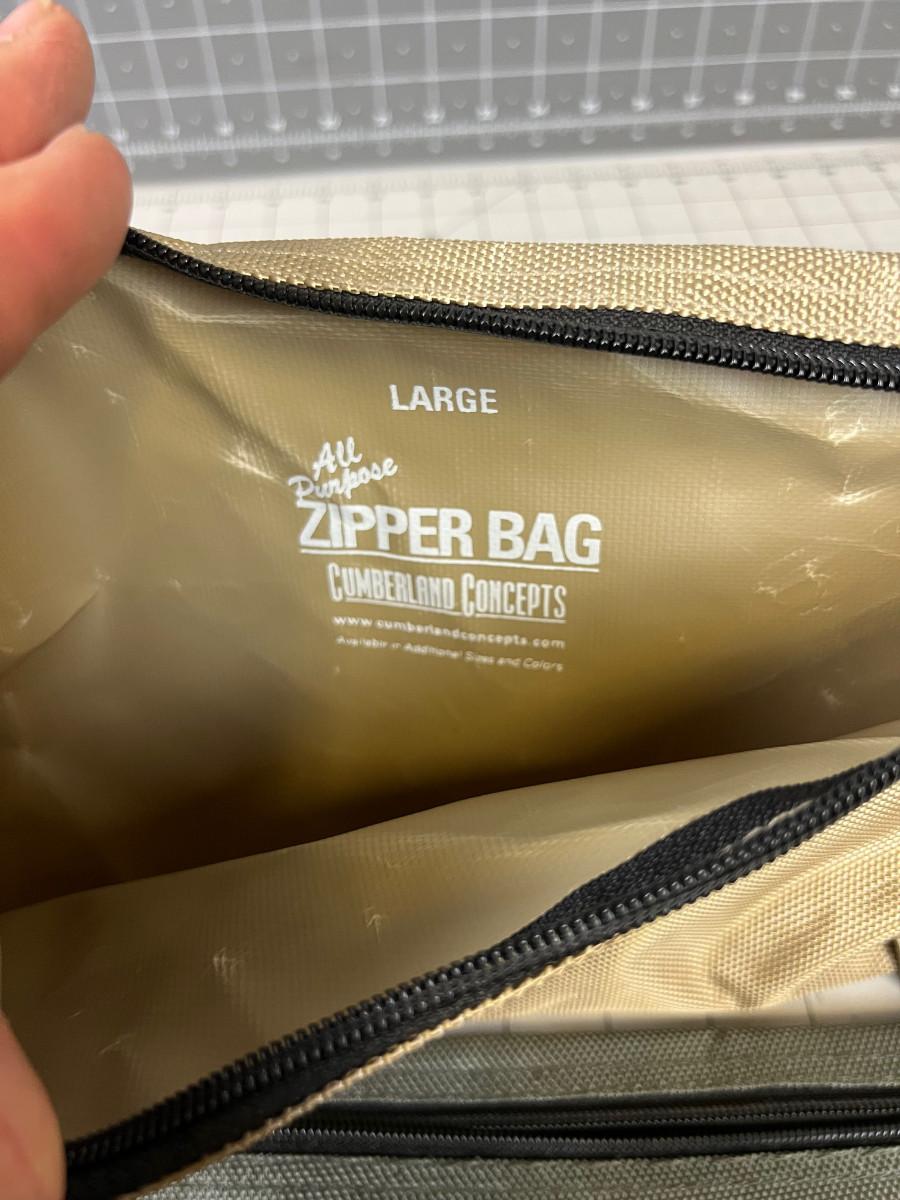 LARGE
All
Purpose
ZIPPER BAG
CUMBERLAND CONCEPTS
www.cumberlandconcepts.com
Available in Additional Sizes and Colors